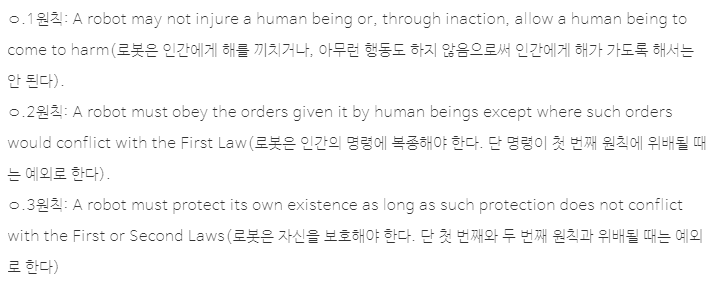 ㅇ.1원칙: A robot may not injure a human being or, through inaction, allow a human being to
come to harm(로봇은 인간에게 해를 끼치거나, 아무런 행동도 하지 않음으로써 인간에게 해가 가도록 해서는
안 된다).
ㅇ.2원칙: A robot must obey the orders given it by human beings except where such orders
would conflict with the First Law(로봇은 인간의 명령에 복종해야 한다. 단 명령이 첫 번째 원칙에 위배될 때
는 예외로 한다).
ㅇ.3원칙: A robot must protect its own existence as long as such protection does not conflict
with the First or Second Laws(로봇은 자신을 보호해야 한다. 단 첫 번째와 두 번째 원칙과 위배될 때는 예외
로 한다)